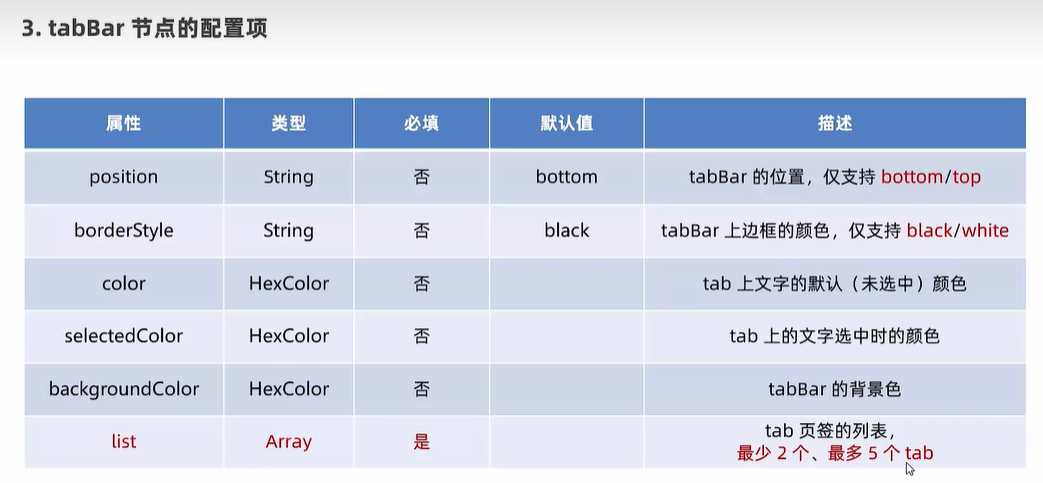 3. tabBar 节点的配置项
属性 类型 必填 默认值 描述
position String 否 bottom tabBar 的位置，仅支持 bottom/top
borderStyle String 否 black tabBar 上边框的颜色，仅支持 black/white
color HexColor 否 tab 上文字的默认（未选中）颜色
selectedColor HexColor 否 tab 上的文字选中时的颜色
backgroundColor HexColor 否 tabBar 的背景色
list Array 是 tab 页签的列表，
最少 2 个、最多 5 个 tab